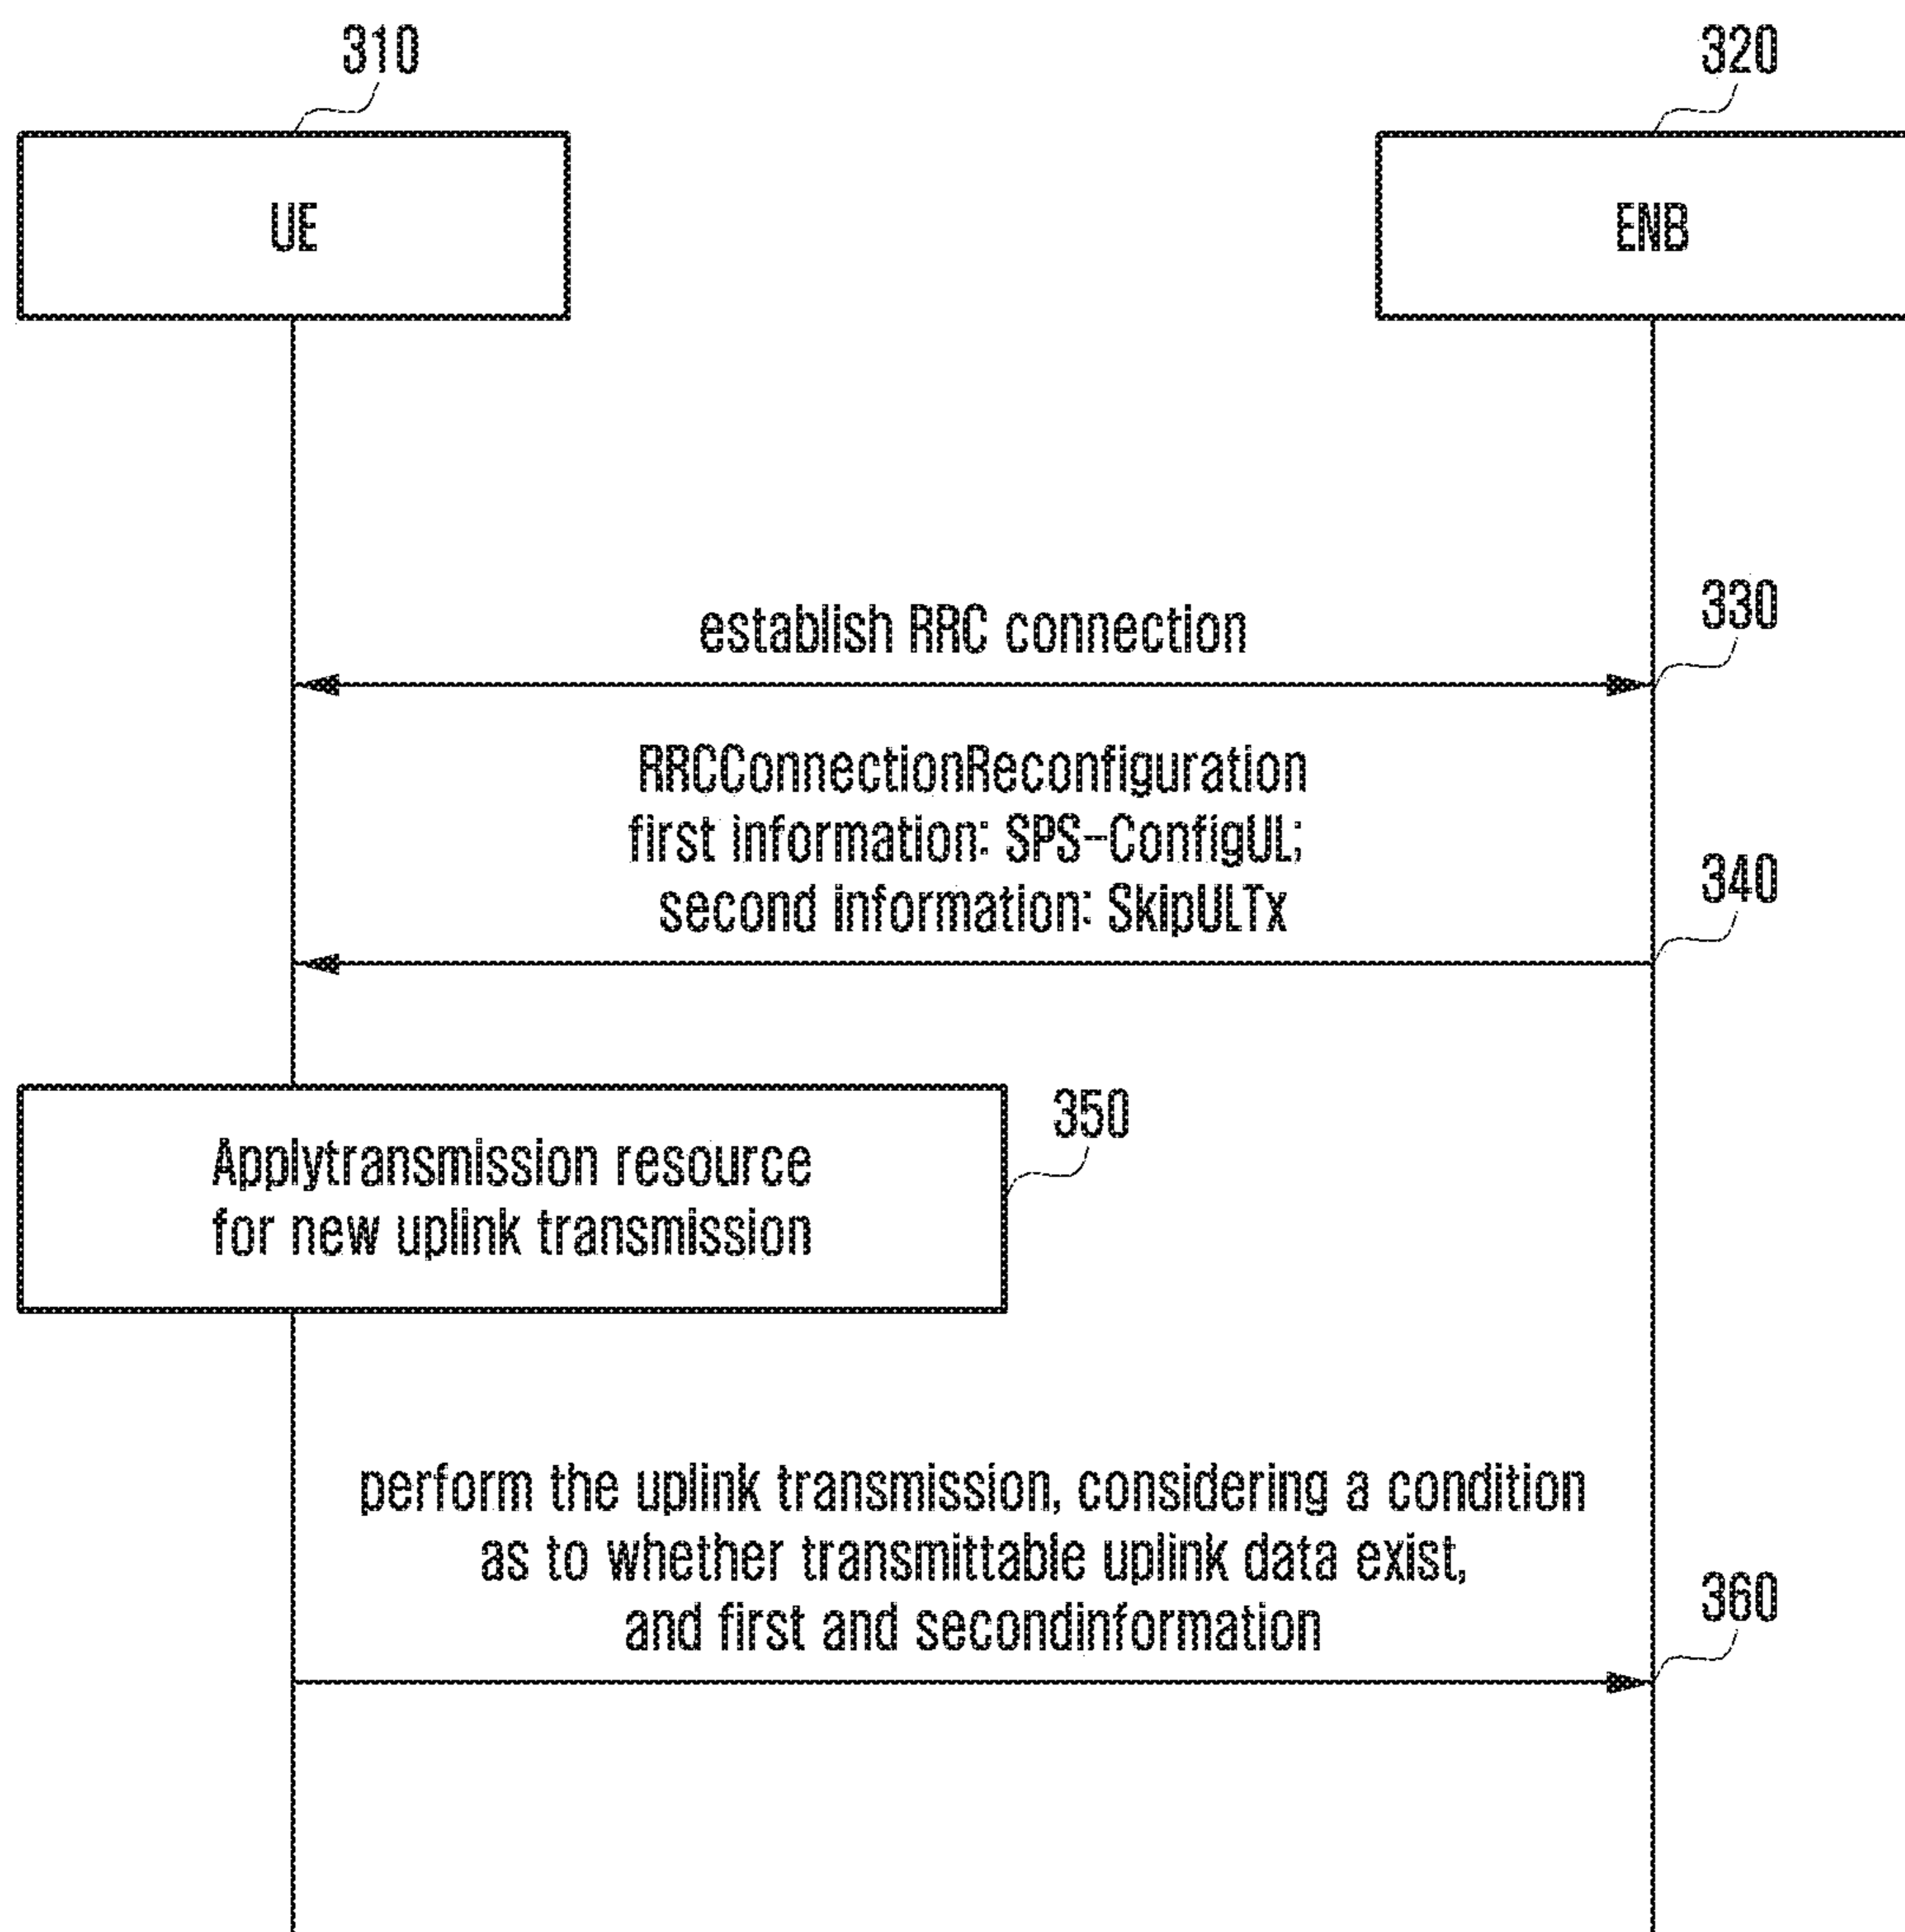 310
320
UE
ENB
330
establish RRC connection
RRCConnectionReconfiguration
first information: SPS-ConfigUL;
340
second information: SkipULTx
350
Applytransmission resource
for new uplink transmission
perform the uplink transmission, considering a condition
as to whether transmittable uplink data exist,
360
and first and secondinformation